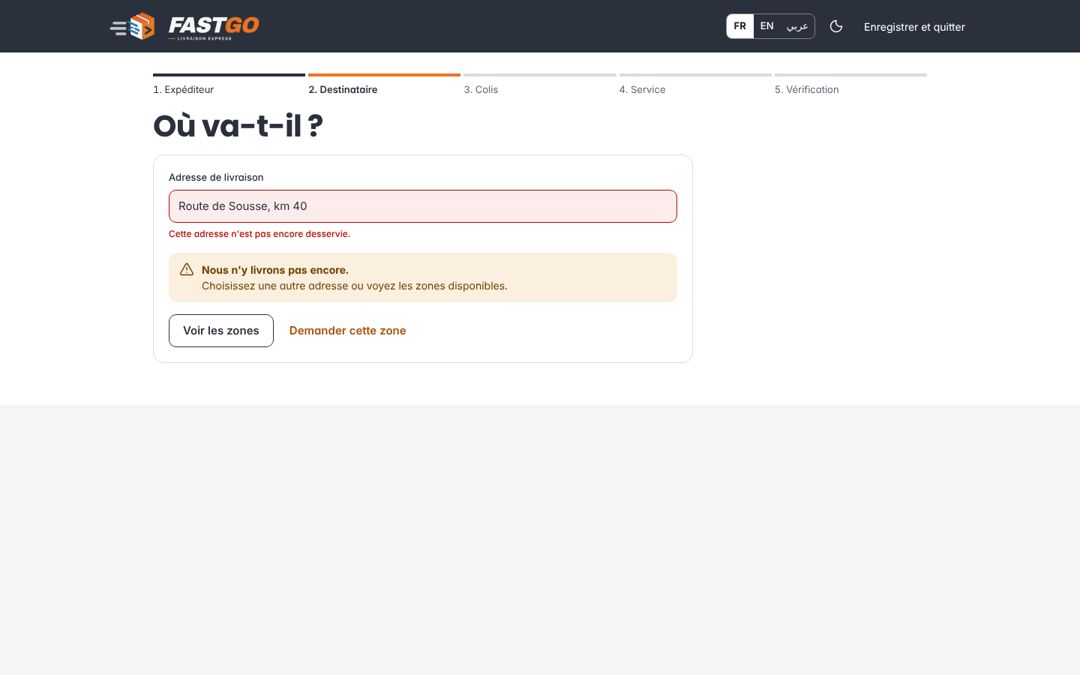 FASTGO
LIVRAISON EXPRESS
FR EN عربي
Enregistrer et quitter
1. Expéditeur
2. Destinataire
3. Colis
4. Service
5. Vérification
Où va-t-il ?
Adresse de livraison
Route de Sousse, km 40
Cette adresse n'est pas encore desservie.
Nous n'y livrons pas encore.
Choisissez une autre adresse ou voyez les zones disponibles.
Voir les zones
Demander cette zone